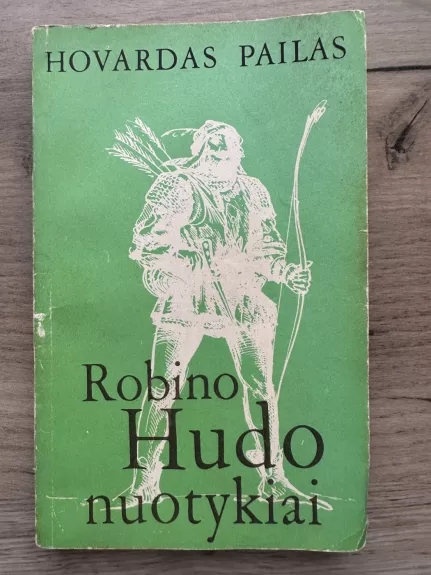 HOVARDAS PAILAS
Robino
Hudo
nuotykiai